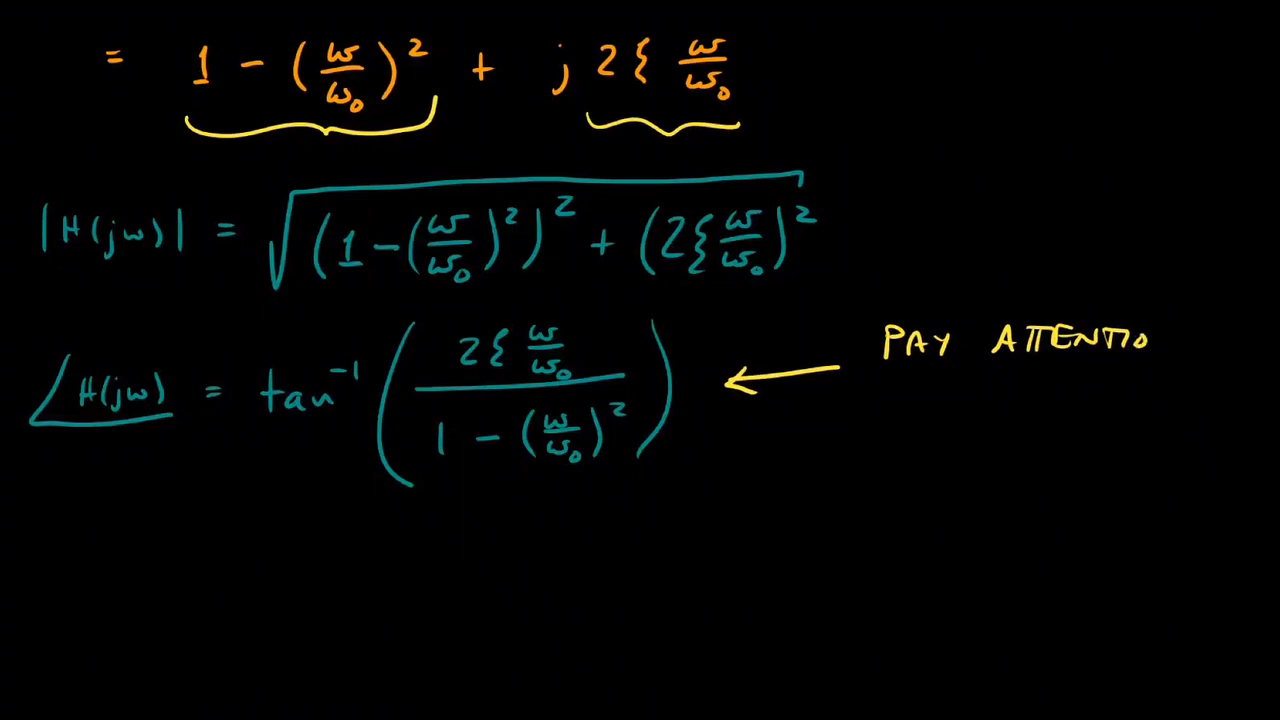 = 1 - (ω/ω₀)² + j 2ζ ω/ω₀
|H(jω)| = √((1-(ω/ω₀)²)² + (2ζ ω/ω₀)²)
∠H(jω) = tan⁻¹(2ζ ω/ω₀ / 1 - (ω/ω₀)²)
PAY ATTENTIO